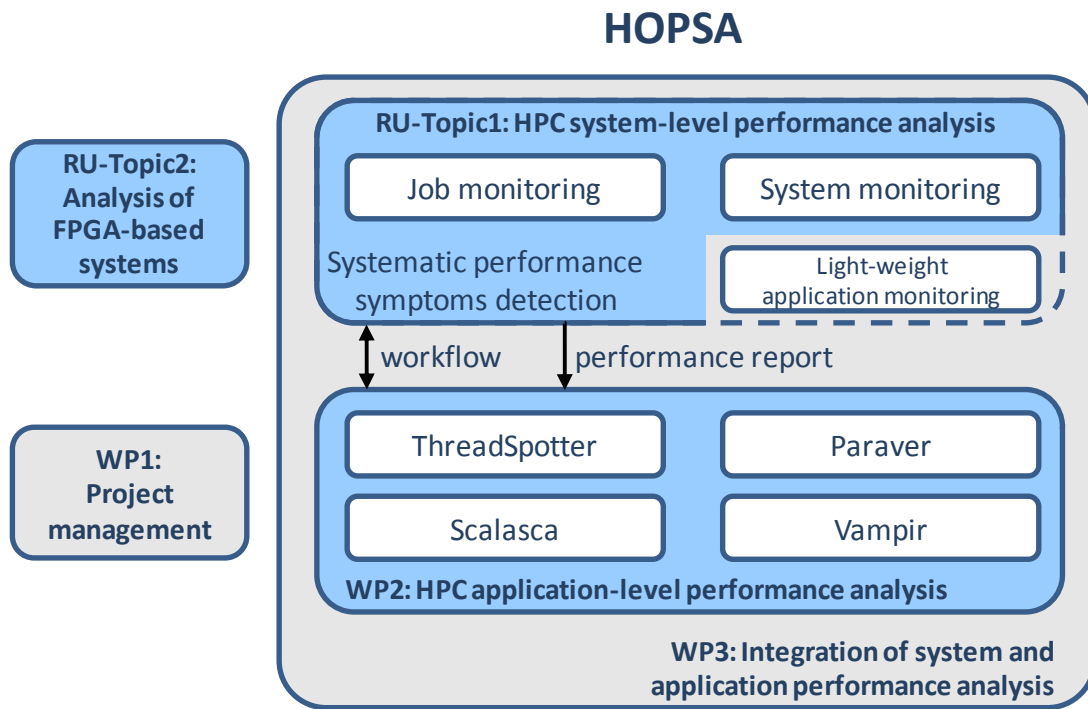 HOPSA
RU-Topic1: HPC system-level performance analysis
Job monitoring
System monitoring
Systematic performance
symptoms detection
Light-weight
application monitoring
RU-Topic2:
Analysis of
FPGA-based
systems
workflow
performance report
ThreadSpotter
Paraver
Scalasca
Vampir
WP2: HPC application-level performance analysis
WP1:
Project
management
WP3: Integration of system and
application performance analysis